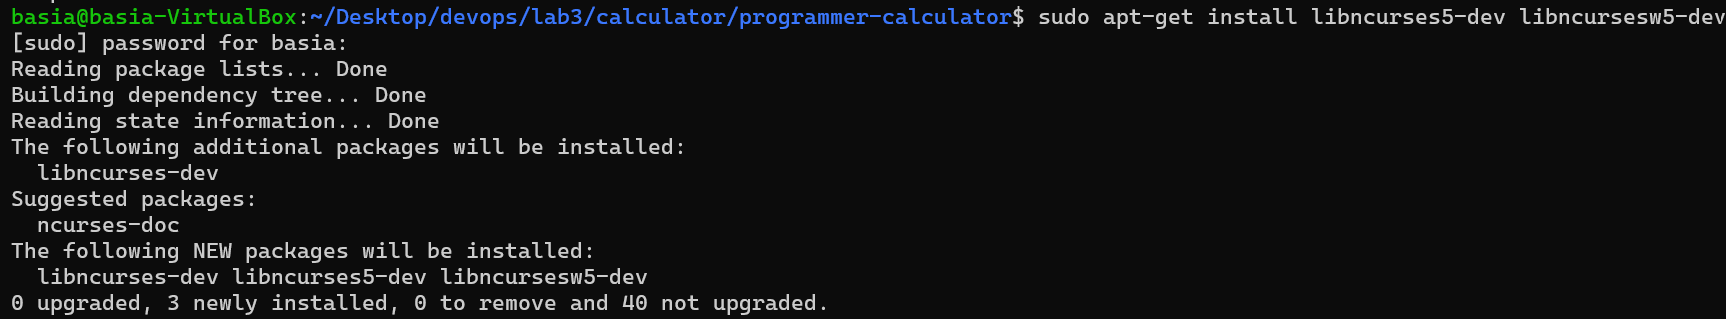 basia@basia-VirtualBox:~/Desktop/devops/lab3/calculator/programmer-calculator$ sudo apt-get install libncurses5-dev libncursesw5-dev
[sudo] password for basia:
Reading package lists... Done
Building dependency tree... Done
Reading state information... Done
The following additional packages will be installed:
  libncurses-dev
Suggested packages:
  ncurses-doc
The following NEW packages will be installed:
  libncurses-dev libncurses5-dev libncursesw5-dev
0 upgraded, 3 newly installed, 0 to remove and 40 not upgraded.